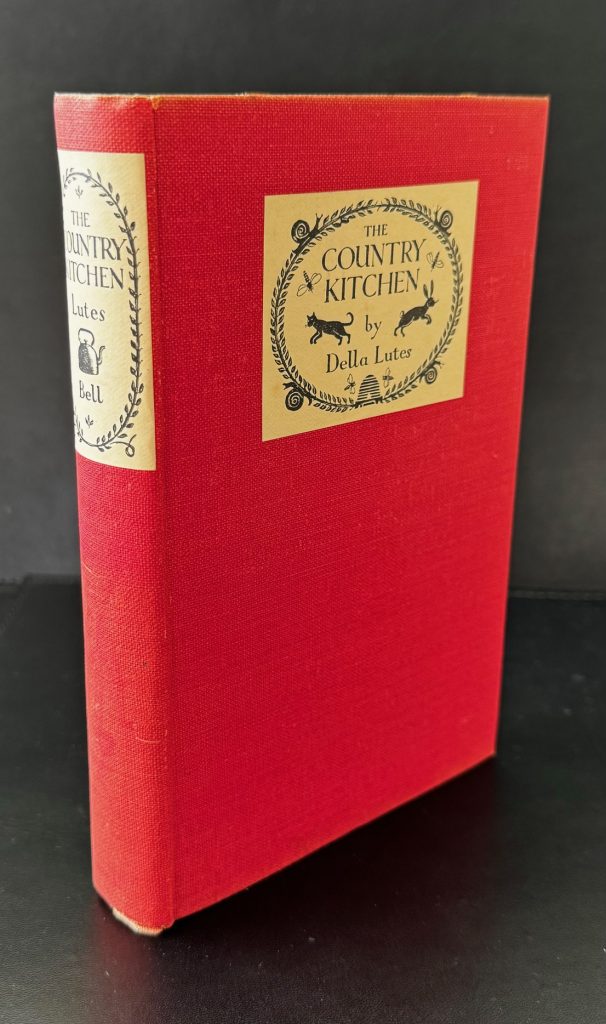 THE
COUNTRY
KITCHEN
Lutes
Bell
THE
COUNTRY
KITCHEN
by
Della Lutes